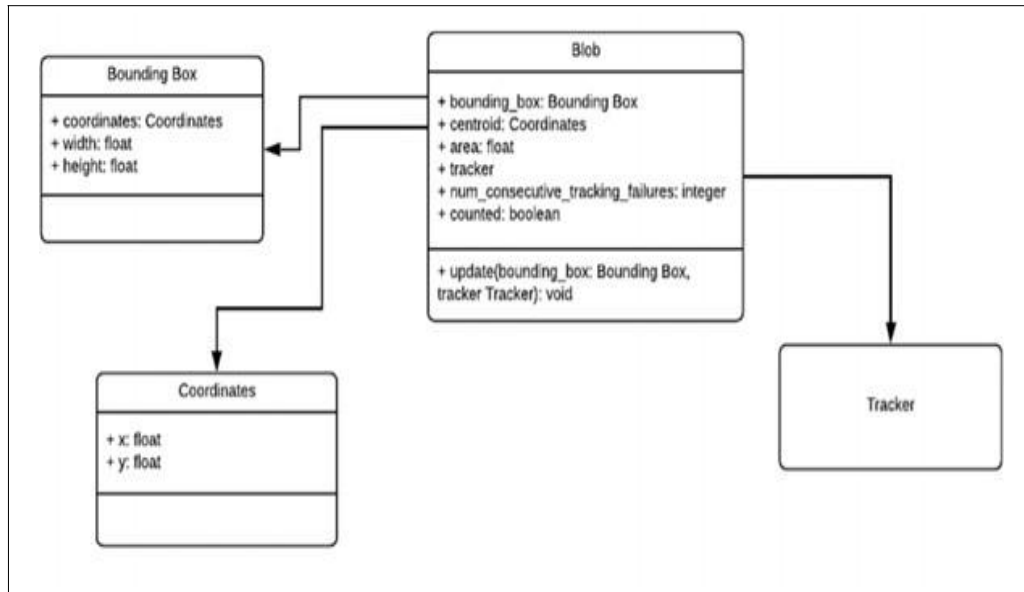 Bounding Box
+ coordinates: Coordinates
+ width: float
+ height: float
Blob
+ bounding_box: Bounding Box
+ centroid: Coordinates
+ area: float
+ tracker
+ num_consecutive_tracking_failures: integer
+ counted: boolean
+ update(bounding_box: Bounding Box,
tracker Tracker): void
Coordinates
+ x: float
+ y: float
Tracker